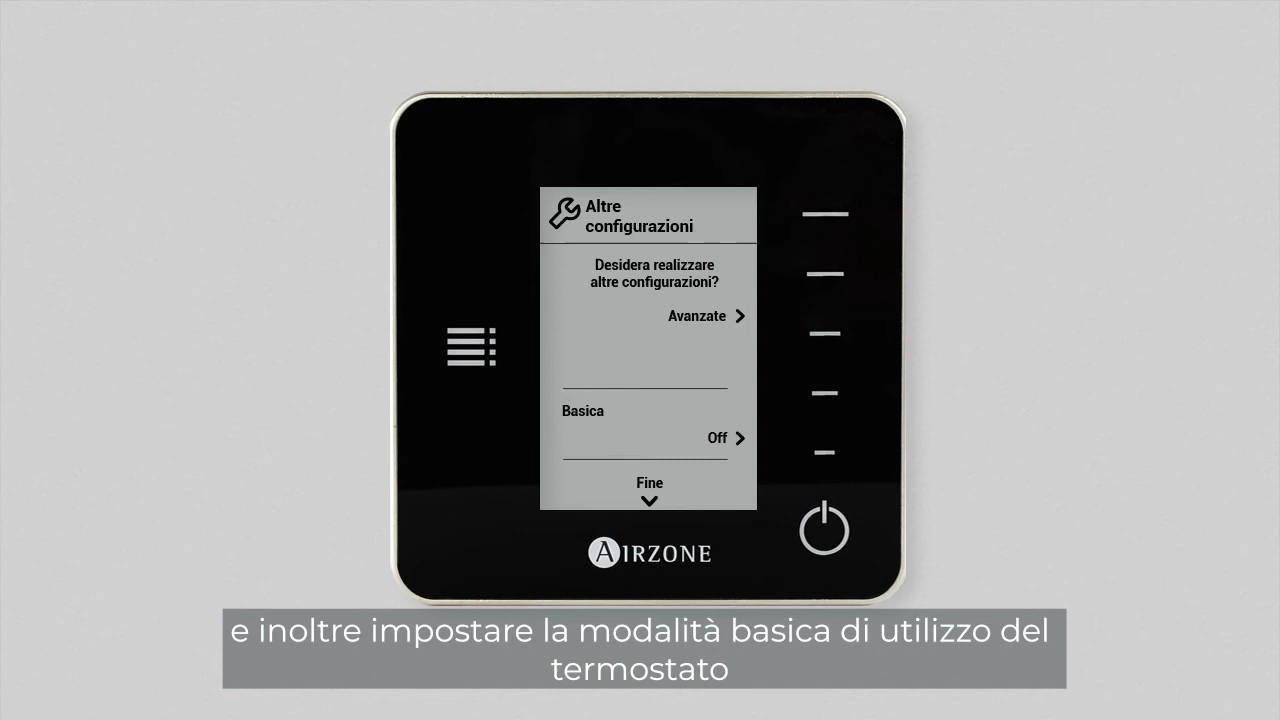 Altre
configurazioni
Desidera realizzare
altre configurazioni?
Avanzate
Basica
Off
Fine
AIRZONE
e inoltre impostare la modalità basica di utilizzo del
termostato